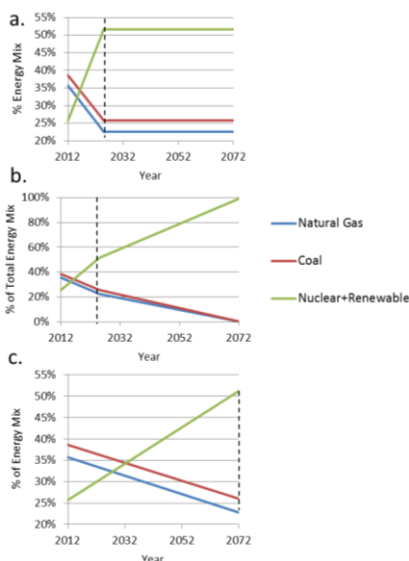 a.
55%
50%
45%
40%
35%
30%
25%
20%
% Energy Mix
2012 2032 2052 2072
Year
b.
100%
80%
60%
40%
20%
0%
% of Total Energy Mix
2012 2032 2052 2072
Year
Natural Gas
Coal
Nuclear+Renewable
c.
55%
50%
45%
40%
35%
30%
25%
20%
% of Energy Mix
2012 2032 2052 2072
Year